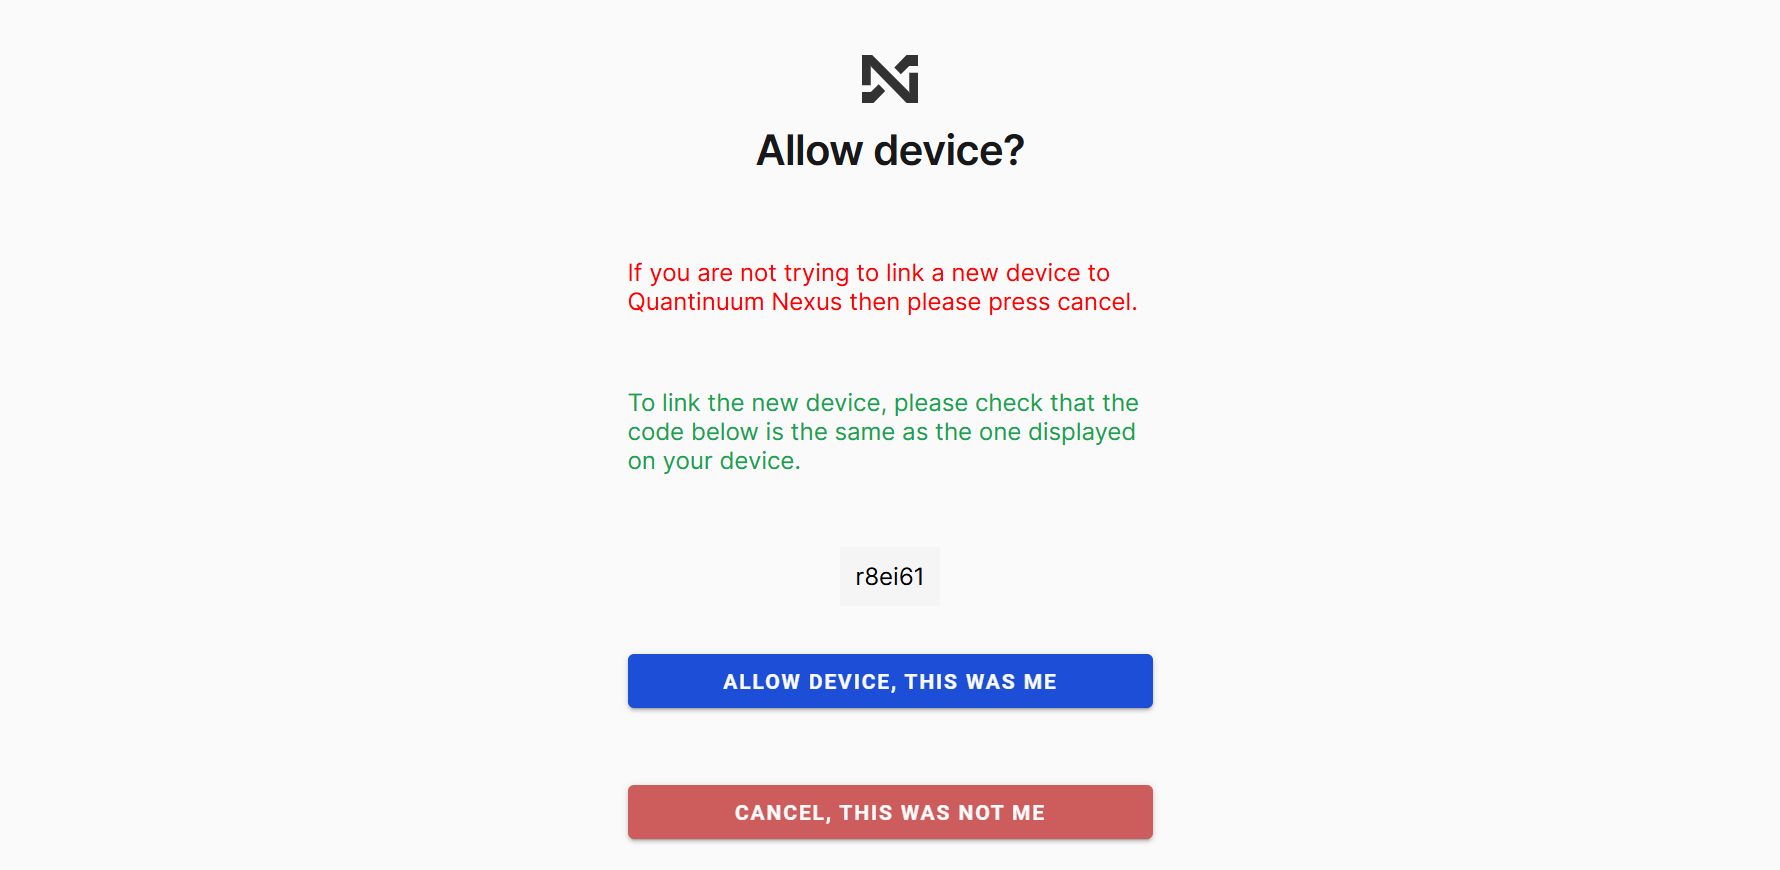 Allow device?
If you are not trying to link a new device to
Quantinuum Nexus then please press cancel.
To link the new device, please check that the
code below is the same as the one displayed
on your device.
r8ei61
ALLOW DEVICE, THIS WAS ME
CANCEL, THIS WAS NOT ME